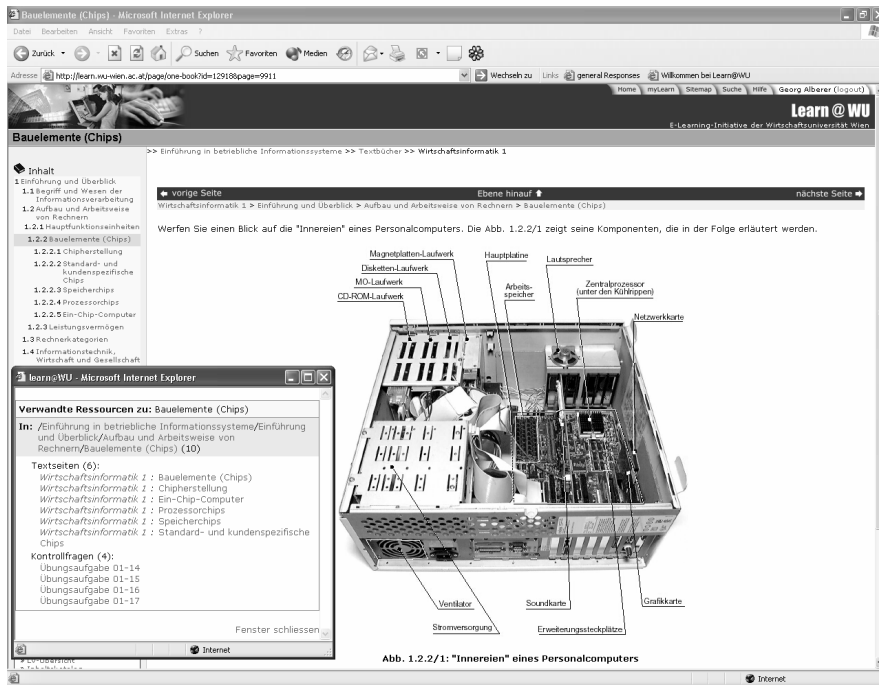 Bauelemente (Chips) - Microsoft Internet Explorer
Datei Bearbeiten Ansicht Favoriten Extras ?
Zurück Suchen Favoriten Medien
Adresse http://learn.wu-wien.ac.at/page/one-book?id=12918&page=9911 Wechseln zu Links general Responses Willkommen bei Learn@WU
Home myLearn Sitemap Suche Hilfe Georg Alberer (logout)
Learn @ WU
E-Learning-Initiative der Wirtschaftsuniversität Wien
Bauelemente (Chips)
>> Einführung in betriebliche Informationssysteme >> Textbücher >> Wirtschaftsinformatik 1
Inhalt
1 Einführung und Überblick
1.1 Begriff und Wesen der
Informationsverarbeitung
1.2 Aufbau und Arbeitsweise
von Rechnern
1.2.1 Hauptfunktionseinheiten
1.2.2 Bauelemente (Chips)
1.2.2.1 Chipherstellung
1.2.2.2 Standard- und
kundenspezifische
Chips
1.2.2.3 Speicherchips
1.2.2.4 Prozessorchips
1.2.2.5 Ein-Chip-Computer
1.2.3 Leistungsvermögen
1.3 Rechnerkategorien
1.4 Informationstechnik,
Wirtschaft und Gesellschaft
vorige Seite Ebene hinauf nächste Seite
Wirtschaftsinformatik 1 > Einführung und Überblick > Aufbau und Arbeitsweise von Rechnern > Bauelemente (Chips)
Werfen Sie einen Blick auf die "Innereien" eines Personalcomputers. Die Abb. 1.2.2/1 zeigt seine Komponenten, die in der Folge erläutert werden.
Magnetplatten-Laufwerk
Disketten-Laufwerk
MO-Laufwerk
CD-ROM-Laufwerk
Hauptplatine
Arbeits-
speicher
Lautsprecher
Zentralprozessor
(unter den Kühlrippen)
Netzwerkkarte
Ventilator
Stromversorgung
Soundkarte
Erweiterungssteckplätze
Grafikkarte
Abb. 1.2.2/1: "Innereien" eines Personalcomputers
learn@WU - Microsoft Internet Explorer
Verwandte Ressourcen zu: Bauelemente (Chips)
In: /Einführung in betriebliche Informationssysteme/Einführung
und Überblick/Aufbau und Arbeitsweise von
Rechnern/Bauelemente (Chips) (10)
Textseiten (6):
Wirtschaftsinformatik 1 : Bauelemente (Chips)
Wirtschaftsinformatik 1 : Chipherstellung
Wirtschaftsinformatik 1 : Ein-Chip-Computer
Wirtschaftsinformatik 1 : Prozessorchips
Wirtschaftsinformatik 1 : Speicherchips
Wirtschaftsinformatik 1 : Standard- und kundenspezifische
Chips
Kontrollfragen (4):
Übungsaufgabe 01-14
Übungsaufgabe 01-15
Übungsaufgabe 01-16
Übungsaufgabe 01-17
Fenster schliessen
Internet
Internet